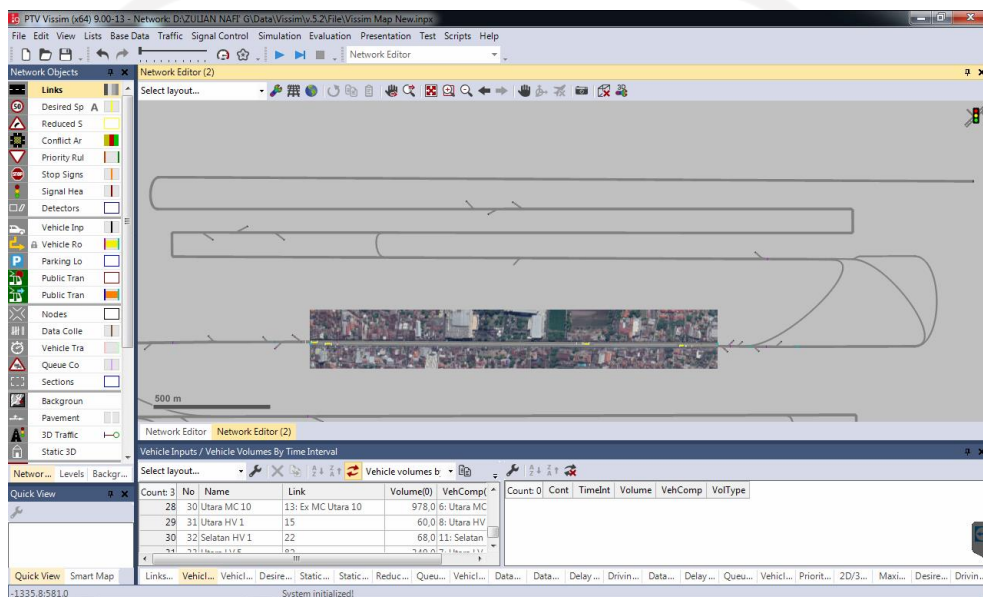 PTV Vissim (x64) 9.00-13 - Network: D:\ZULIAN NAFI' G\Data\Vissim\v.5.2\File\Vissim Map New.inpx
File Edit View Lists Base Data Traffic Signal Control Simulation Evaluation Presentation Test Scripts Help
Network Editor
Network Objects
Network Editor (2)
Links
Select layout...
Desired Sp A
Reduced S
Conflict Ar
Priority Rul
Stop Signs
Signal Hea
Detectors
Vehicle Inp
Vehicle Ro
Parking Lo
Public Tran
Public Tran
Nodes
Data Colle
Vehicle Tra
Queue Co
Sections
Backgroun
500 m
Pavement
3D Traffic
Network Editor Network Editor (2)
Static 3D
Vehicle Inputs / Vehicle Volumes By Time Interval
Networ... Levels Backgr...
Select layout... Vehicle volumes b
Quick View
Count: 3 No Name Link Volume(0) VehComp(
Count: 0 Cont TimeInt Volume VehComp VolType
28 30 Utara MC 10 13: Ex MC Utara 10 978,0 6: Utara MC
29 31 Utara HV 1 15 60,0 8: Utara HV
30 32 Selatan HV 1 22 68,0 11: Selatan
Quick View Smart Map
Links... Vehicl... Vehicl... Desire... Static... Static... Reduc... Queu... Vehicl... Data... Data... Delay... Drivin... Data... Delay... Queu... Vehicl... Priorit... 2D/3... Maxi... Desire... Drivin...
-1335.8:581.0 System initialized!